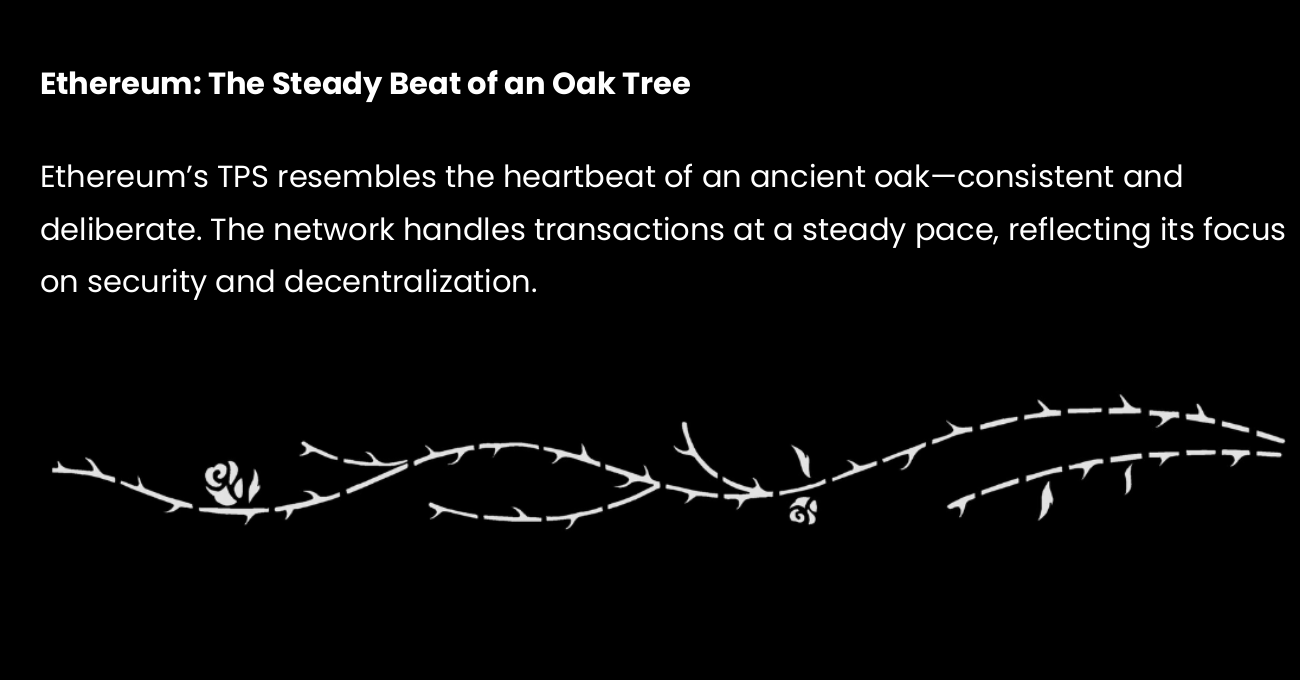 Ethereum: The Steady Beat of an Oak Tree
Ethereum’s TPS resembles the heartbeat of an ancient oak—consistent and
deliberate. The network handles transactions at a steady pace, reflecting its focus
on security and decentralization.